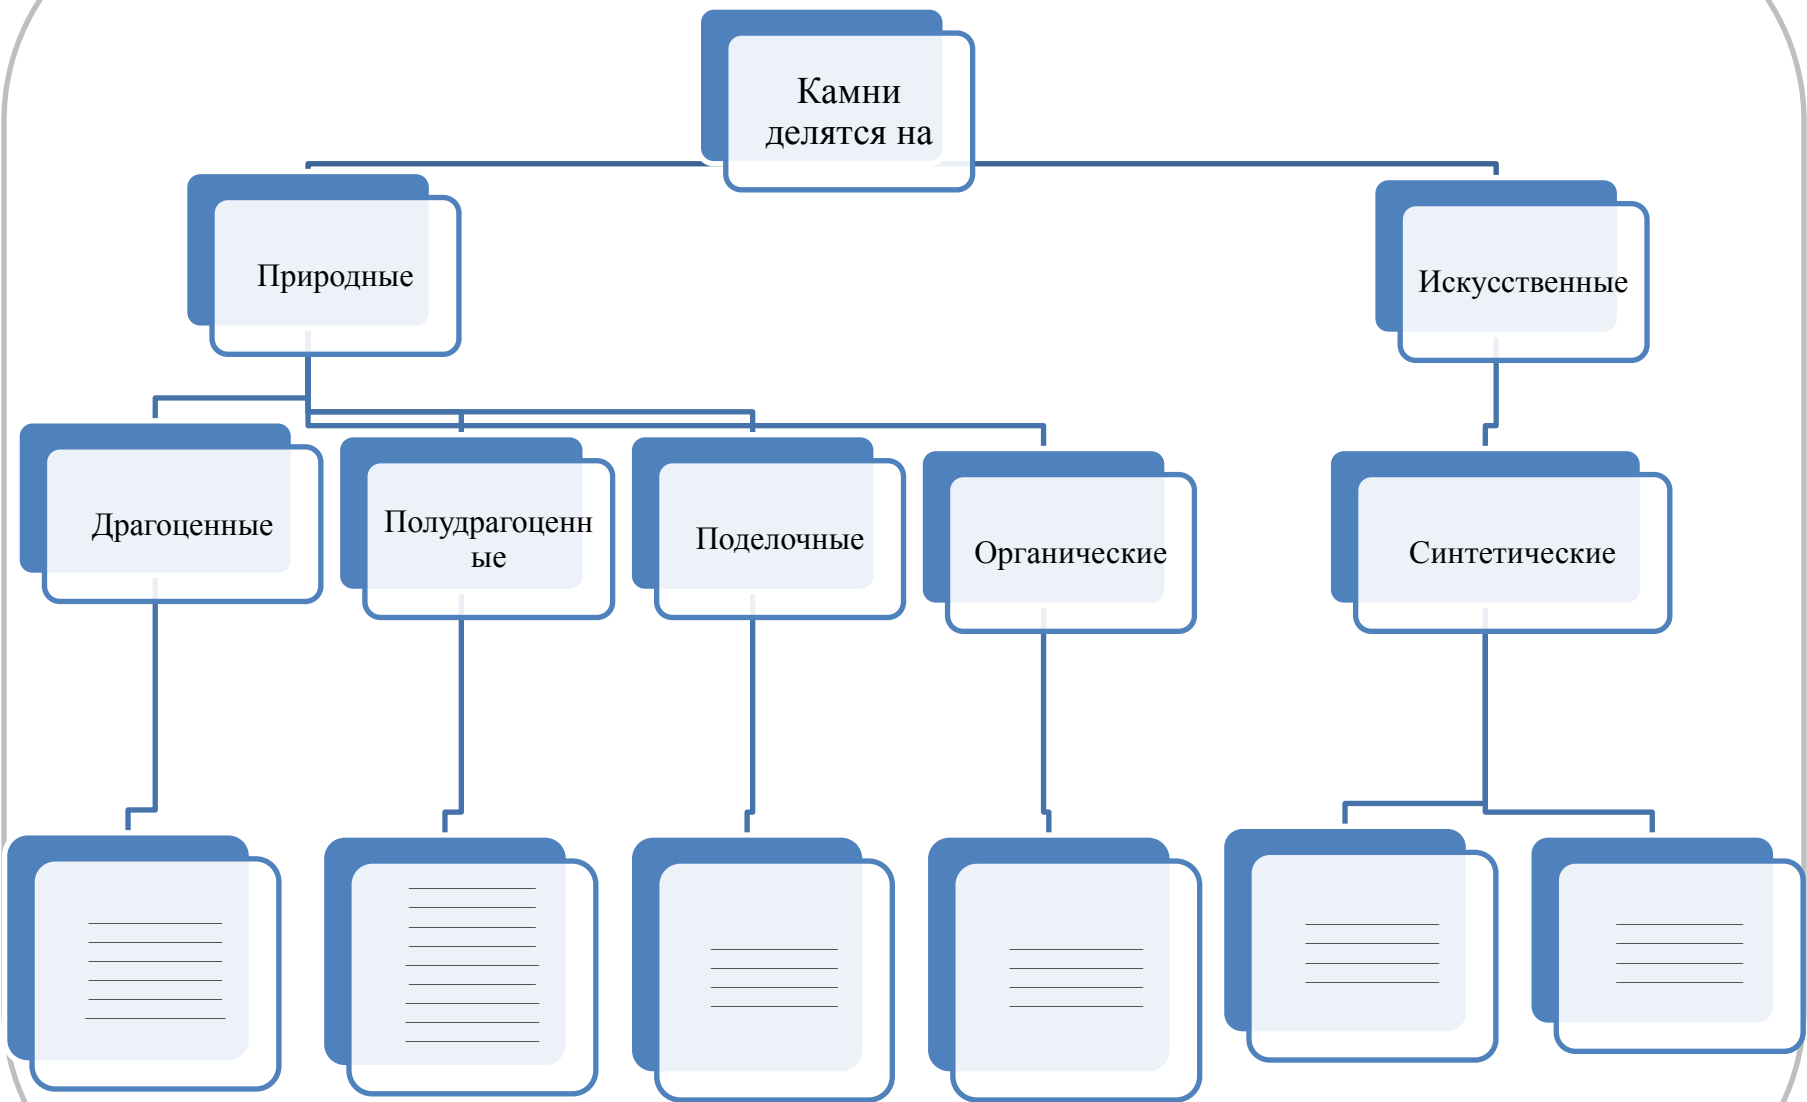 Камни
делятся на
Природные
Искусственные
Драгоценные
Полудрагоценн
ые
Поделочные
Органические
Синтетические